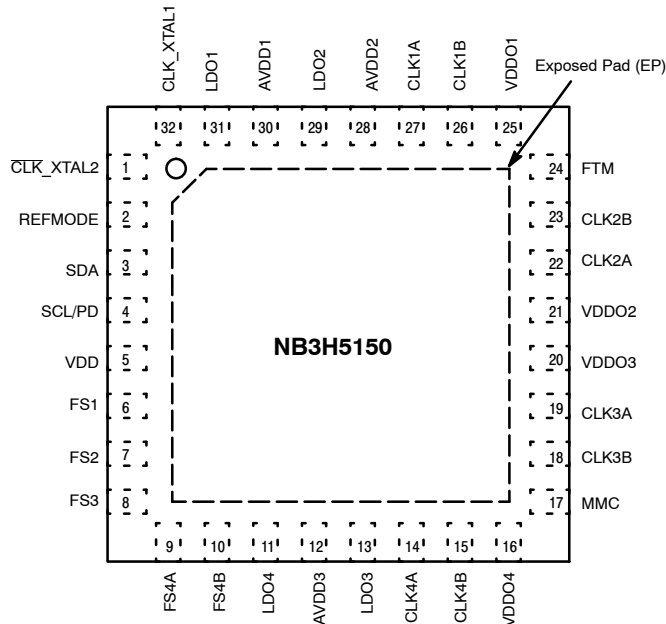 CLK_XTAL1
LDO1
AVDD1
LDO2
AVDD2
CLK1A
CLK1B
VDDO1
Exposed Pad (EP)
32 31 30 29 28 27 26 25
C̅L̅K̅_XTAL2 1
REFMODE 2
SDA 3
SCL/PD 4
VDD 5
FS1 6
FS2 7
FS3 8
NB3H5150
24 FTM
23 CLK2B
22 CLK2A
21 VDDO2
20 VDDO3
19 CLK3A
18 CLK3B
17 MMC
9 10 11 12 13 14 15 16
FS4A
FS4B
LDO4
AVDD3
LDO3
CLK4A
CLK4B
VDDO4